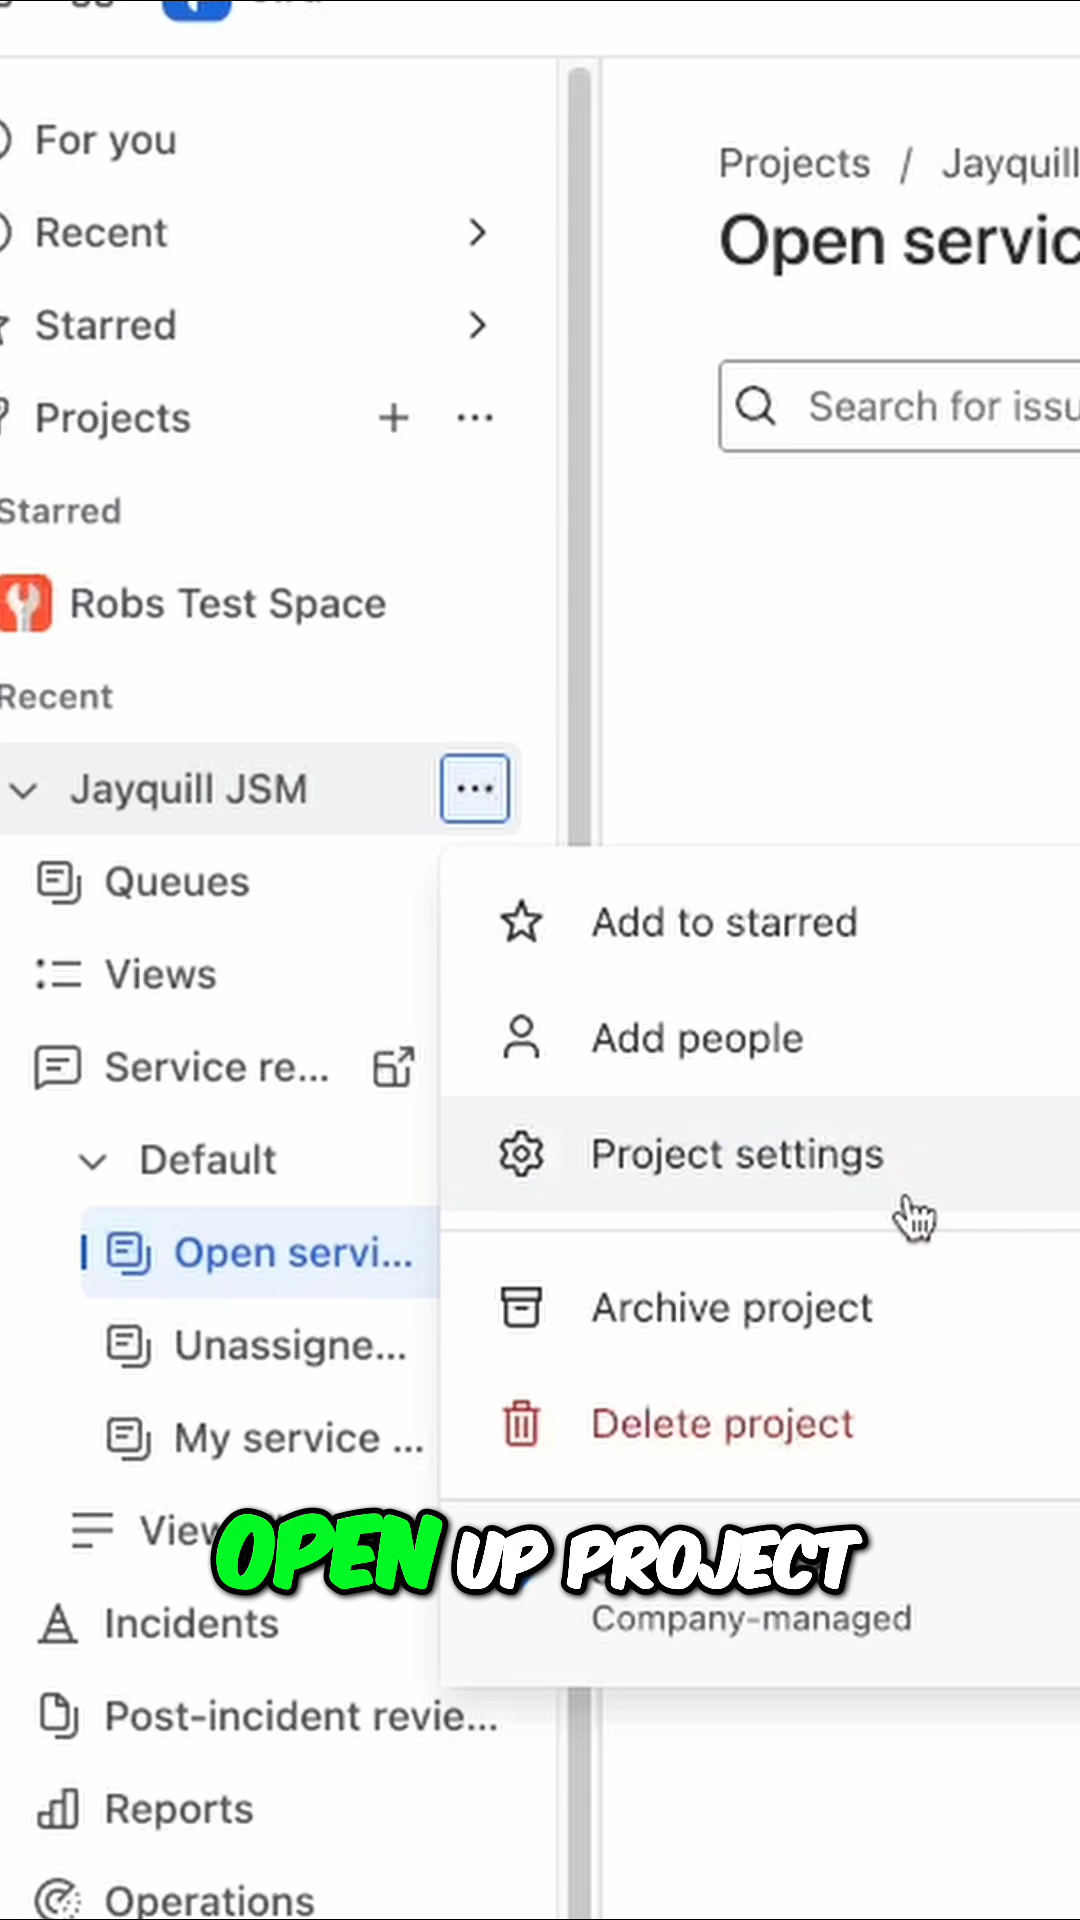 For you
Recent
Starred
Projects
Starred
Robs Test Space
Recent
Jayquill JSM
Queues
Views
Service re...
Default
Open servi...
Unassigne...
My service ...
View
Incidents
Post-incident revie...
Reports
Operations
Projects / Jayquill
Open servic
Search for issu
Add to starred
Add people
Project settings
Archive project
Delete project
Company-managed
OPEN UP PROJECT